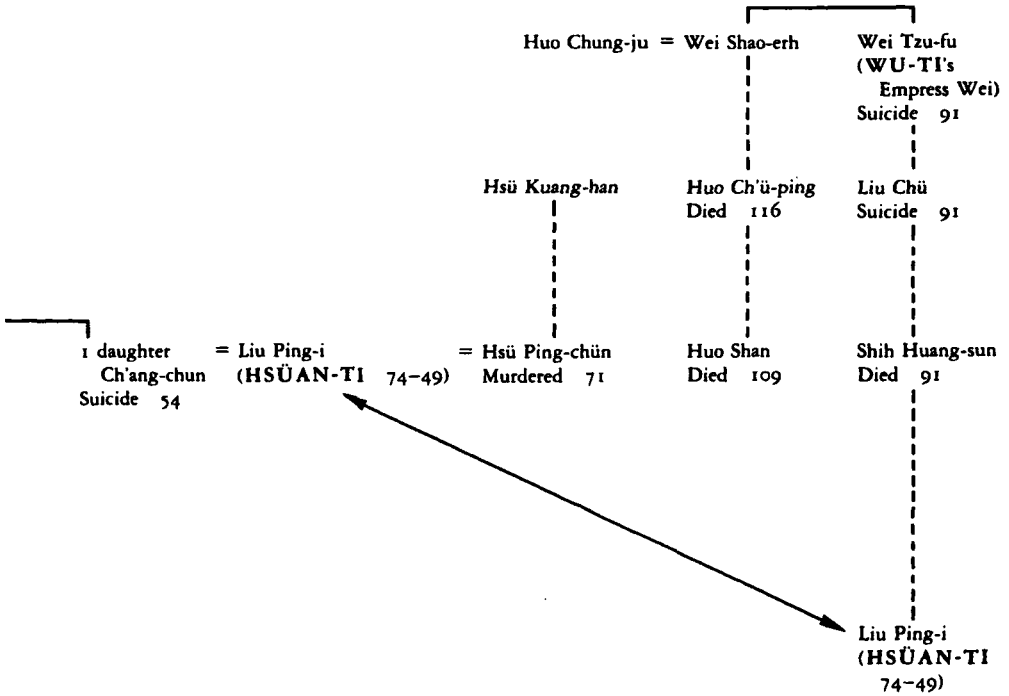 Huo Chung-ju = Wei Shao-erh
Wei Tzu-fu
(WU-TI's
Empress Wei)
Suicide 91
Hsü Kuang-han
Huo Ch'ü-ping
Died 116
Liu Chü
Suicide 91
1 daughter
Ch'ang-chun
Suicide 54
= Liu Ping-i
(HSÜAN-TI 74-49)
= Hsü Ping-chün
Murdered 71
Huo Shan
Died 109
Shih Huang-sun
Died 91
Liu Ping-i
(HSÜAN-TI
74-49)